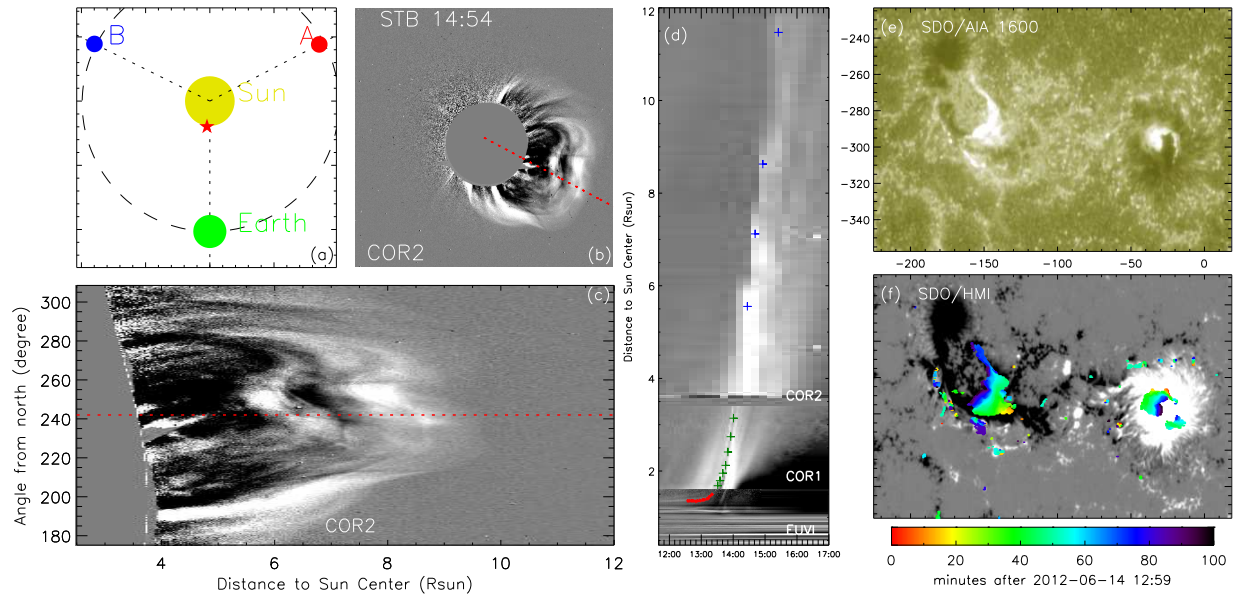 B
A
Sun
Earth
(a)
STB 14:54
COR2
(b)
(c)
300
280
260
240
220
200
180
Angle from north (degree)
COR2
4
6
8
10
12
Distance to Sun Center (Rsun)
(d)
12
10
8
6
4
2
Distance to Sun Center (Rsun)
COR2
COR1
EUVI
12:00
13:00
14:00
15:00
16:00
17:00
(e) SDO/AIA 1600
-240
-260
-280
-300
-320
-340
-200
-150
-100
-50
0
(f) SDO/HMI
0
20
40
60
80
100
minutes after 2012-06-14 12:59